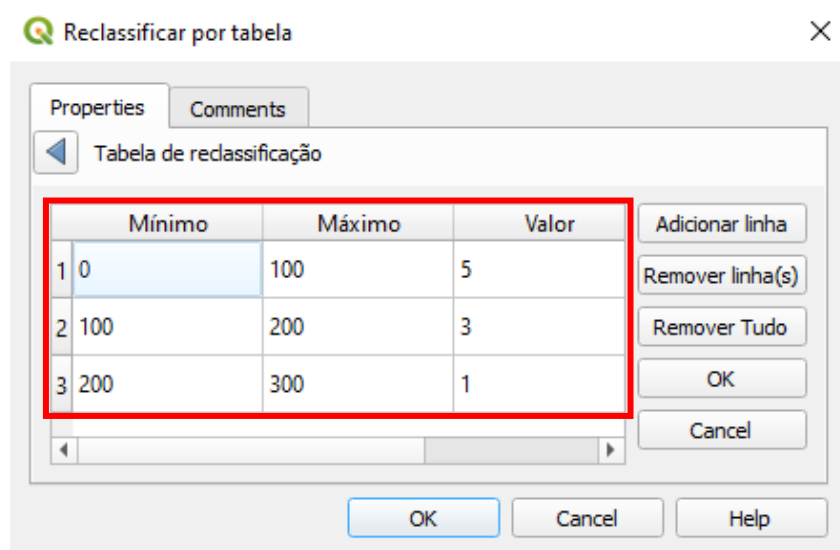 Reclassificar por tabela
Properties Comments
Tabela de reclassificação
Mínimo Máximo Valor Adicionar linha
1 0 100 5 Remover linha(s)
2 100 200 3 Remover Tudo
3 200 300 1 OK
Cancel
OK Cancel Help